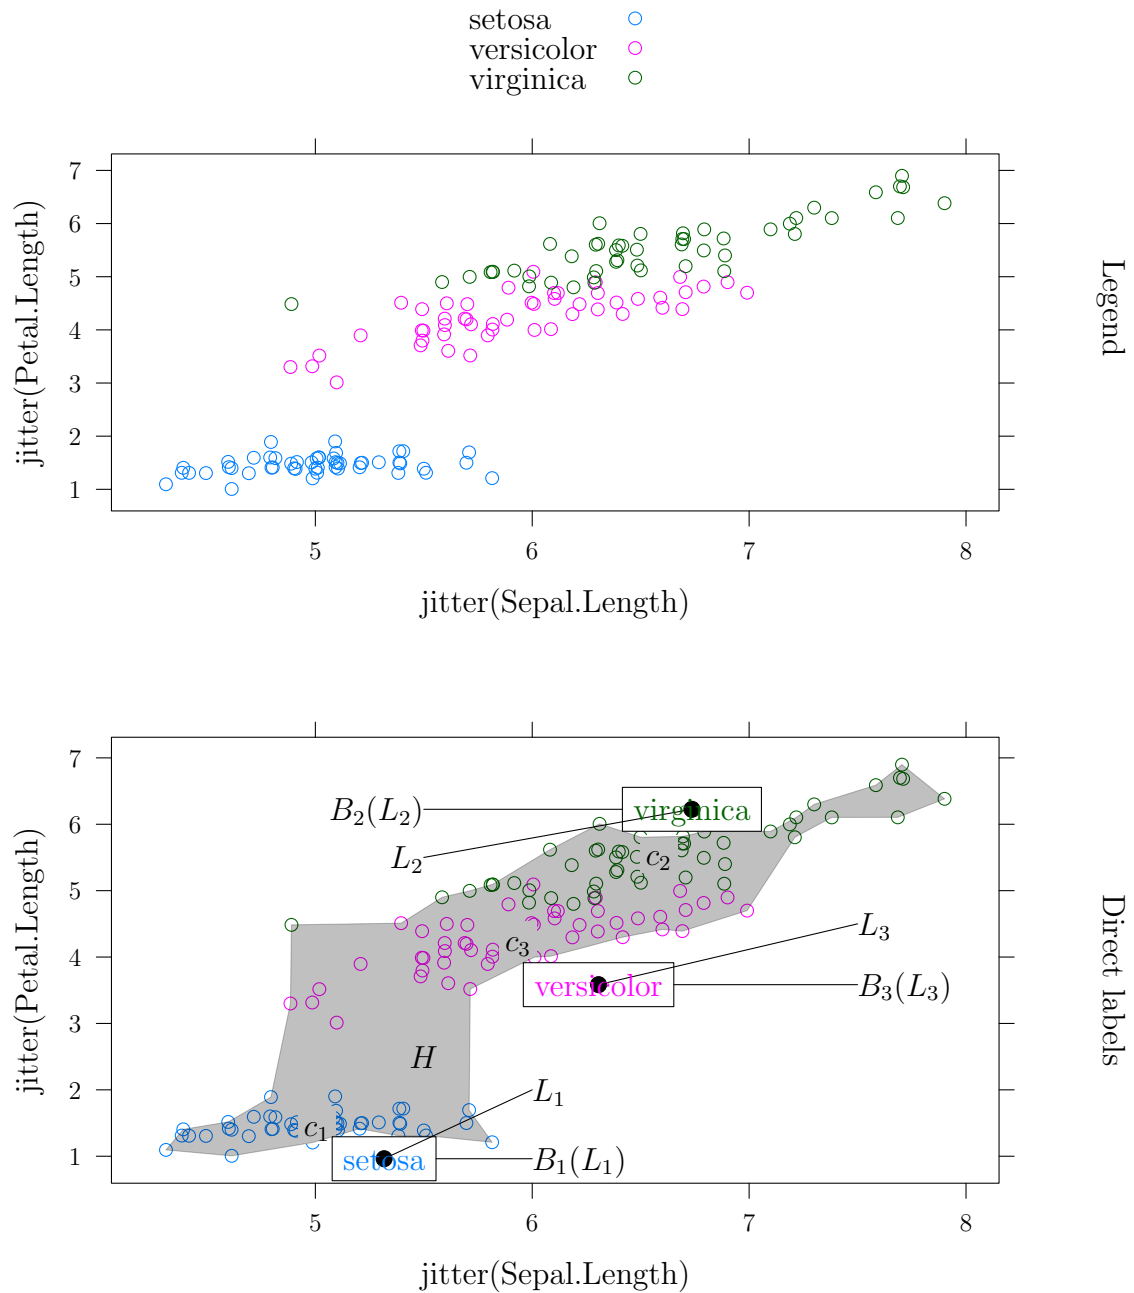 setosa
versicolor
virginica
7
6
5
4
3
2
1
jitter(Petal.Length)
5 6 7 8
jitter(Sepal.Length)
Legend
7
6
5
4
3
2
1
jitter(Petal.Length)
B₂(L₂)
virginica
L₂
c₂
L₃
c₃
versicolor
B₃(L₃)
H
L₁
c₁
setosa
B₁(L₁)
5 6 7 8
jitter(Sepal.Length)
Direct labels